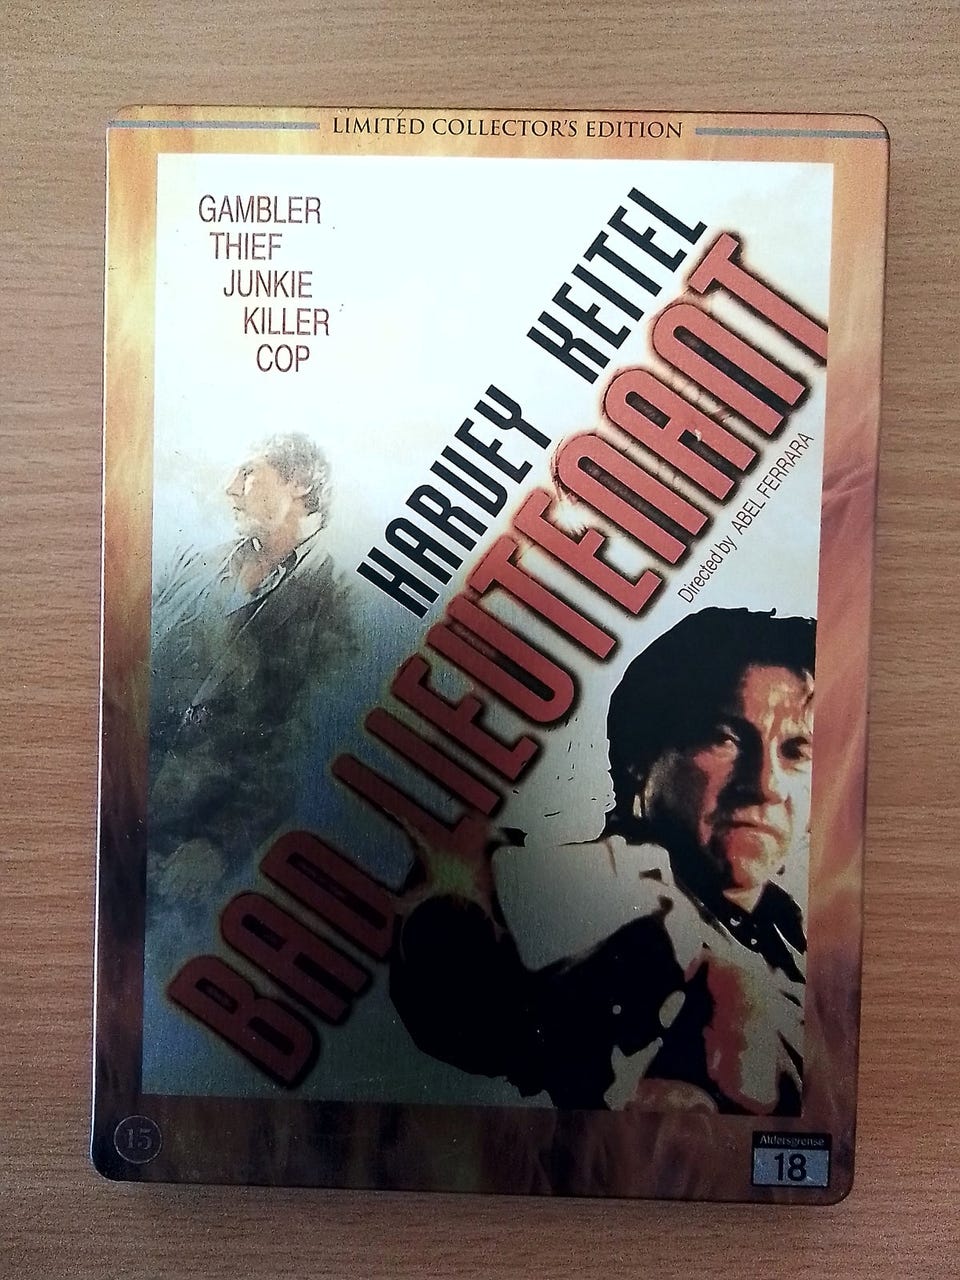 LIMITED COLLECTOR'S EDITION
GAMBLER
THIEF
JUNKIE
KILLER
COP
HARVEY KEITEL
BAD LIEUTENANT
Directed by ABEL FERRARA
15
Aldersgrense
18